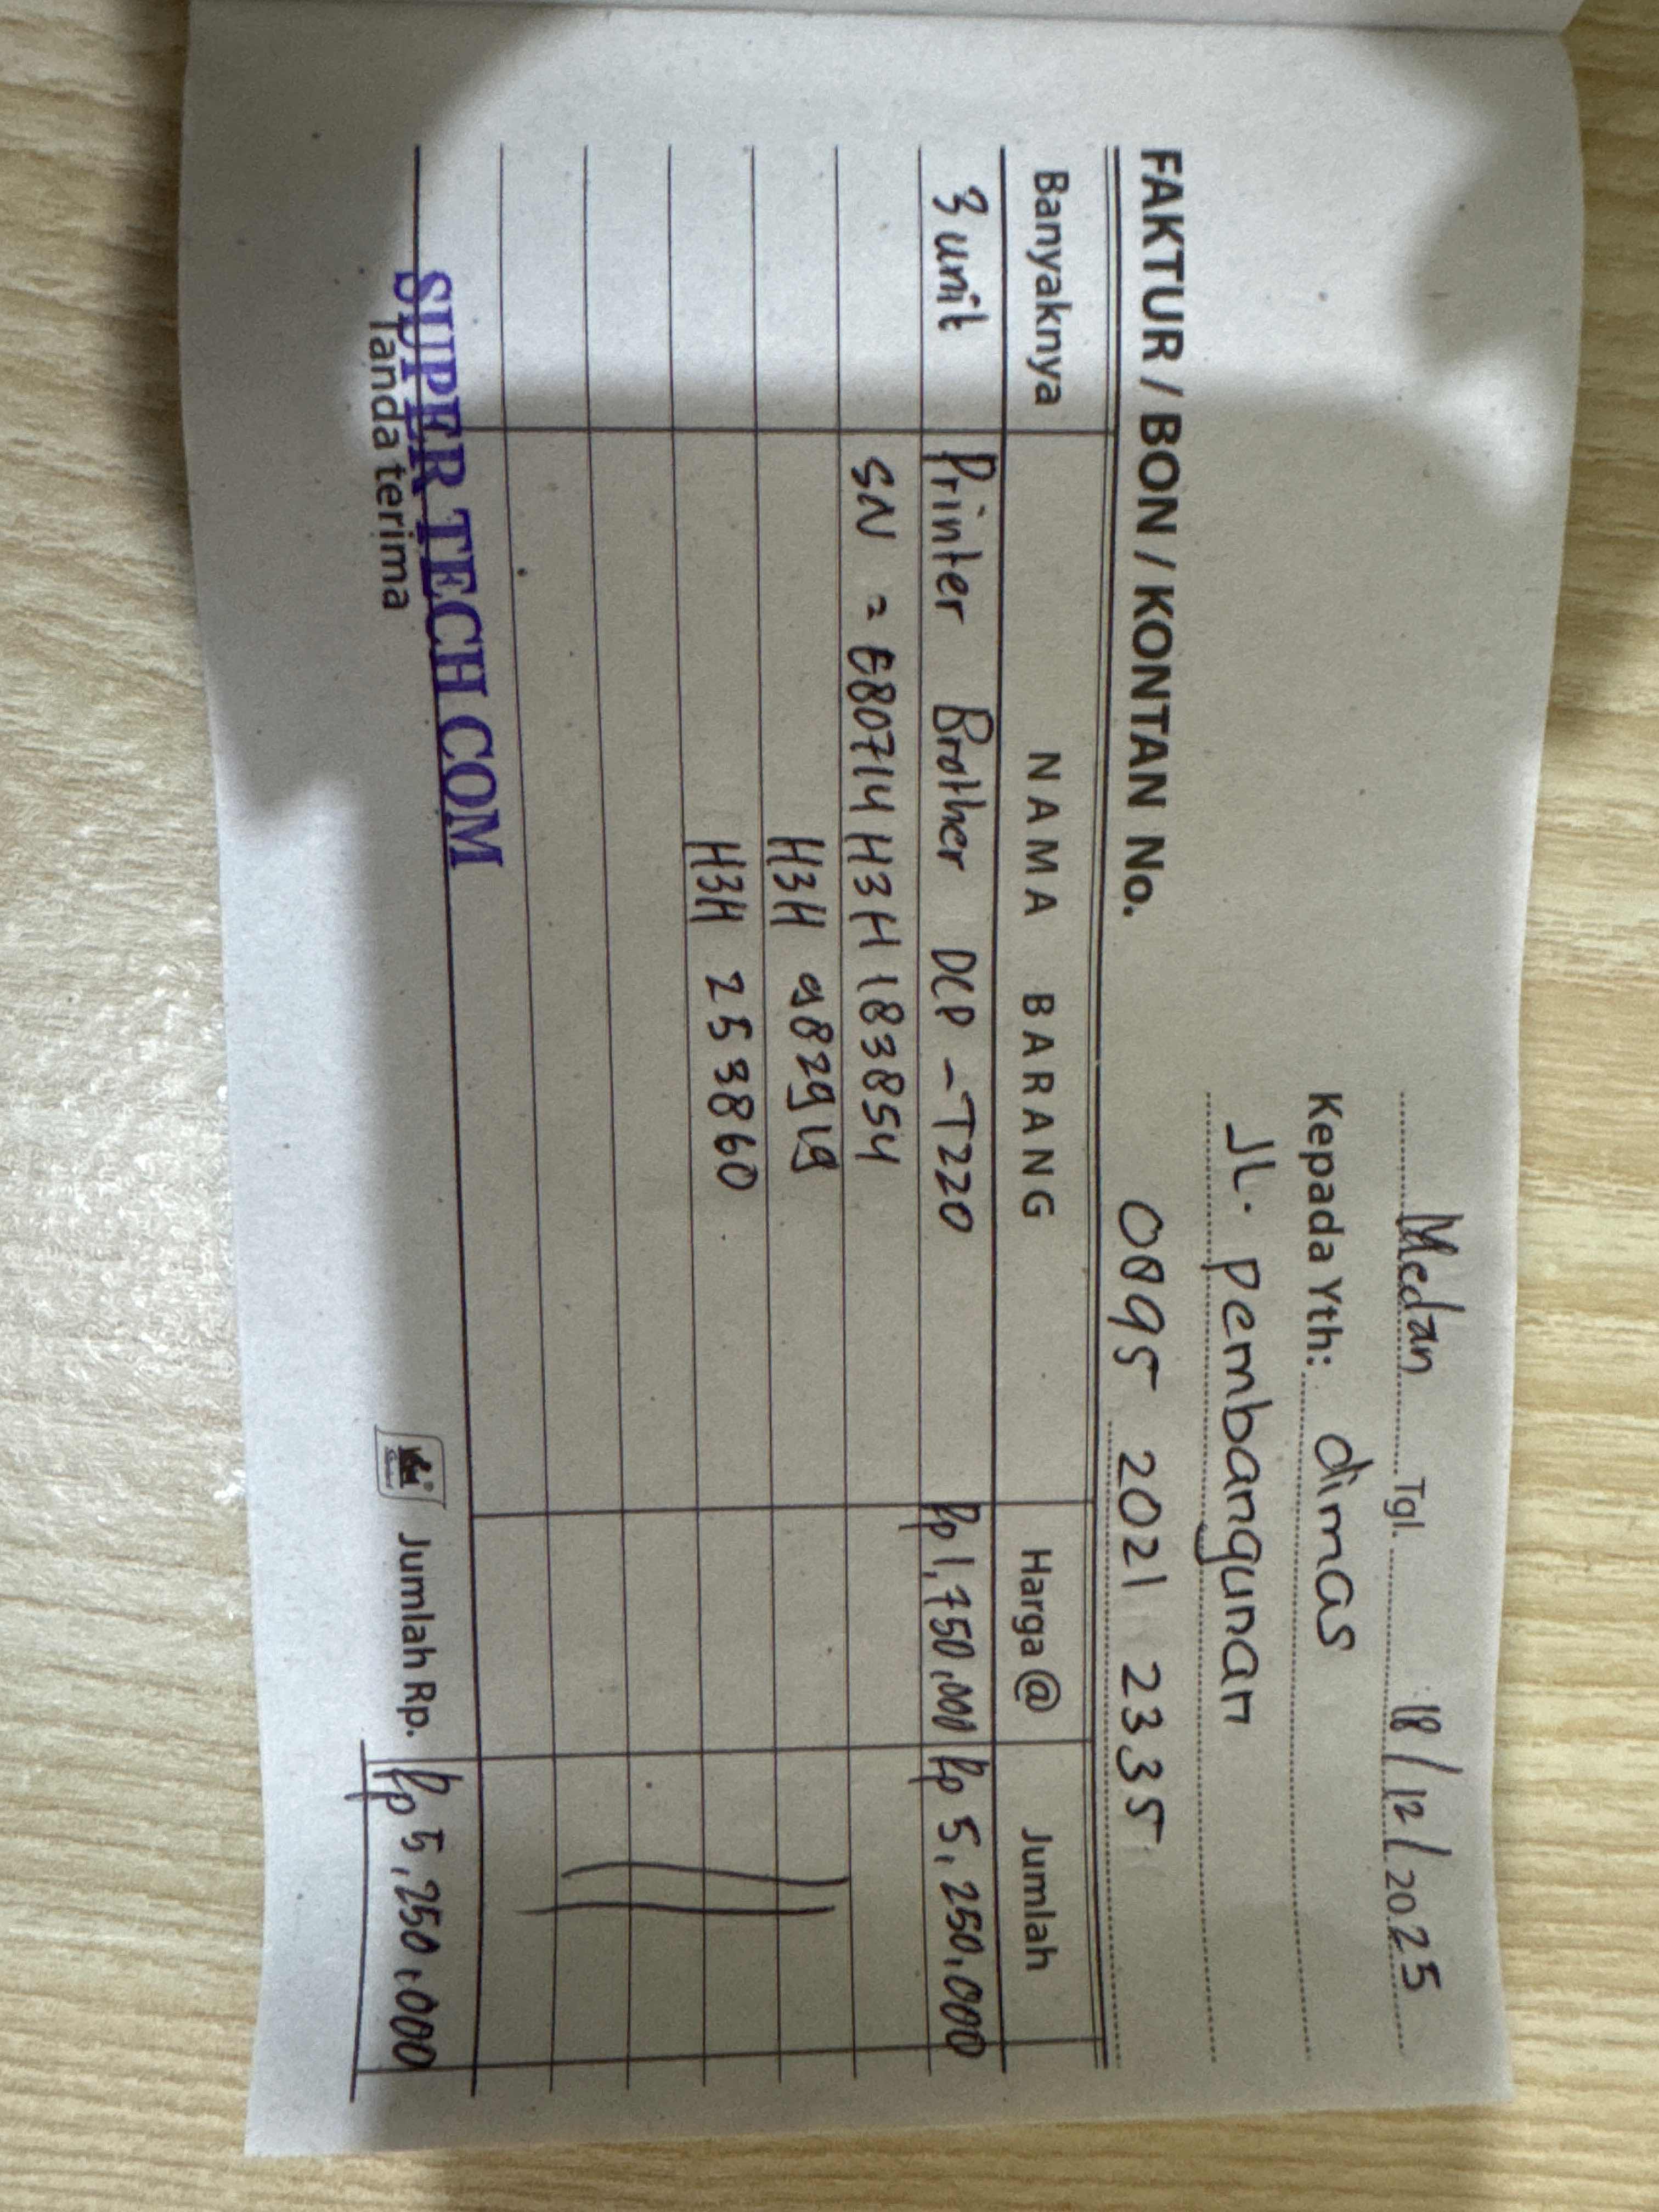 Medan Tgl. 18/12/2025
Kepada Yth: dimas
JL. pembangunan
0895 2021 2335
FAKTUR / BON / KONTAN No.
Banyaknya NAMA BARANG Harga @ Jumlah
3 unit Printer Brother DCP - T220 Rp 1,750.000 Rp 5.250.000
SN = E80714H3H183854
H3H
H3H 253860
SUPER TECH COM
Tanda terima
Jumlah Rp. Rp 5.250.000